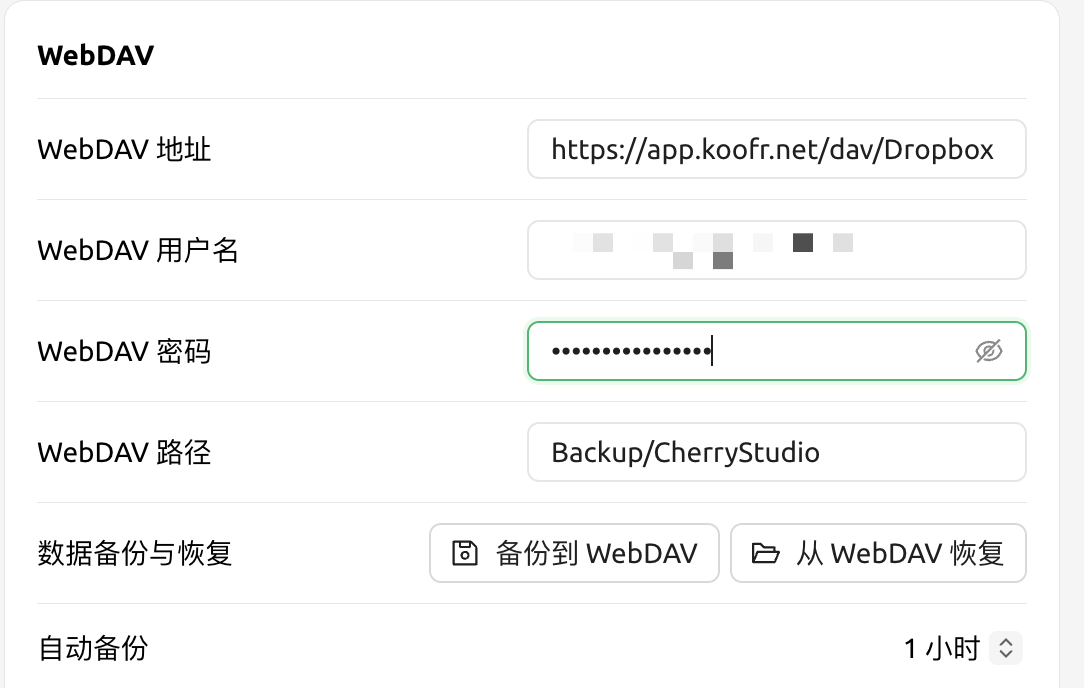 WebDAV
WebDAV 地址
https://app.koofr.net/dav/Dropbox
WebDAV 用户名
WebDAV 密码
••••••••••••••••
WebDAV 路径
Backup/CherryStudio
数据备份与恢复
备份到 WebDAV
从 WebDAV 恢复
自动备份
1 小时